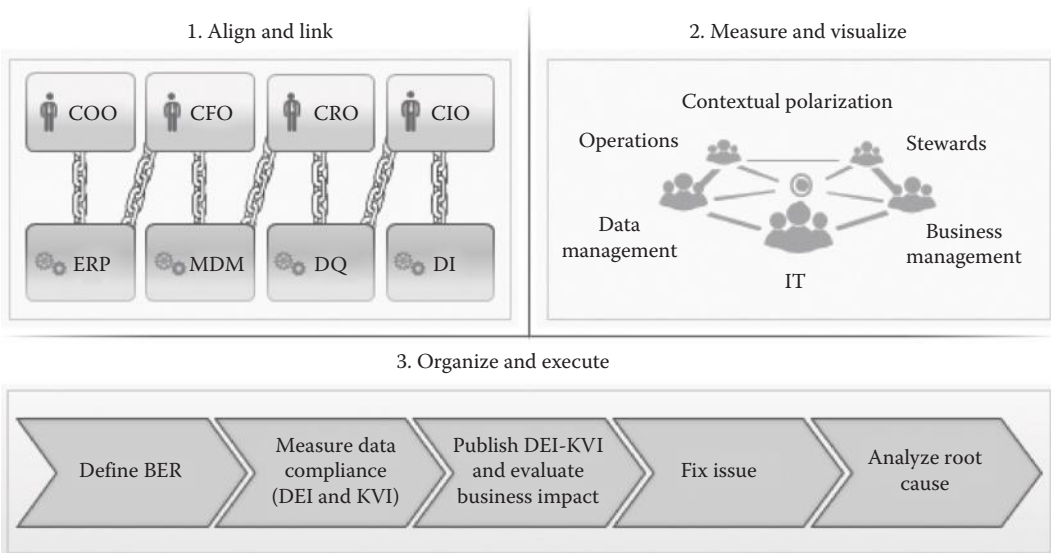 1. Align and link
COO
CFO
CRO
CIO
ERP
MDM
DQ
DI
2. Measure and visualize
Contextual polarization
Operations
Stewards
Data
management
Business
management
IT
3. Organize and execute
Define BER
Measure data
compliance
(DEI and KVI)
Publish DEI-KVI
and evaluate
business impact
Fix issue
Analyze root
cause